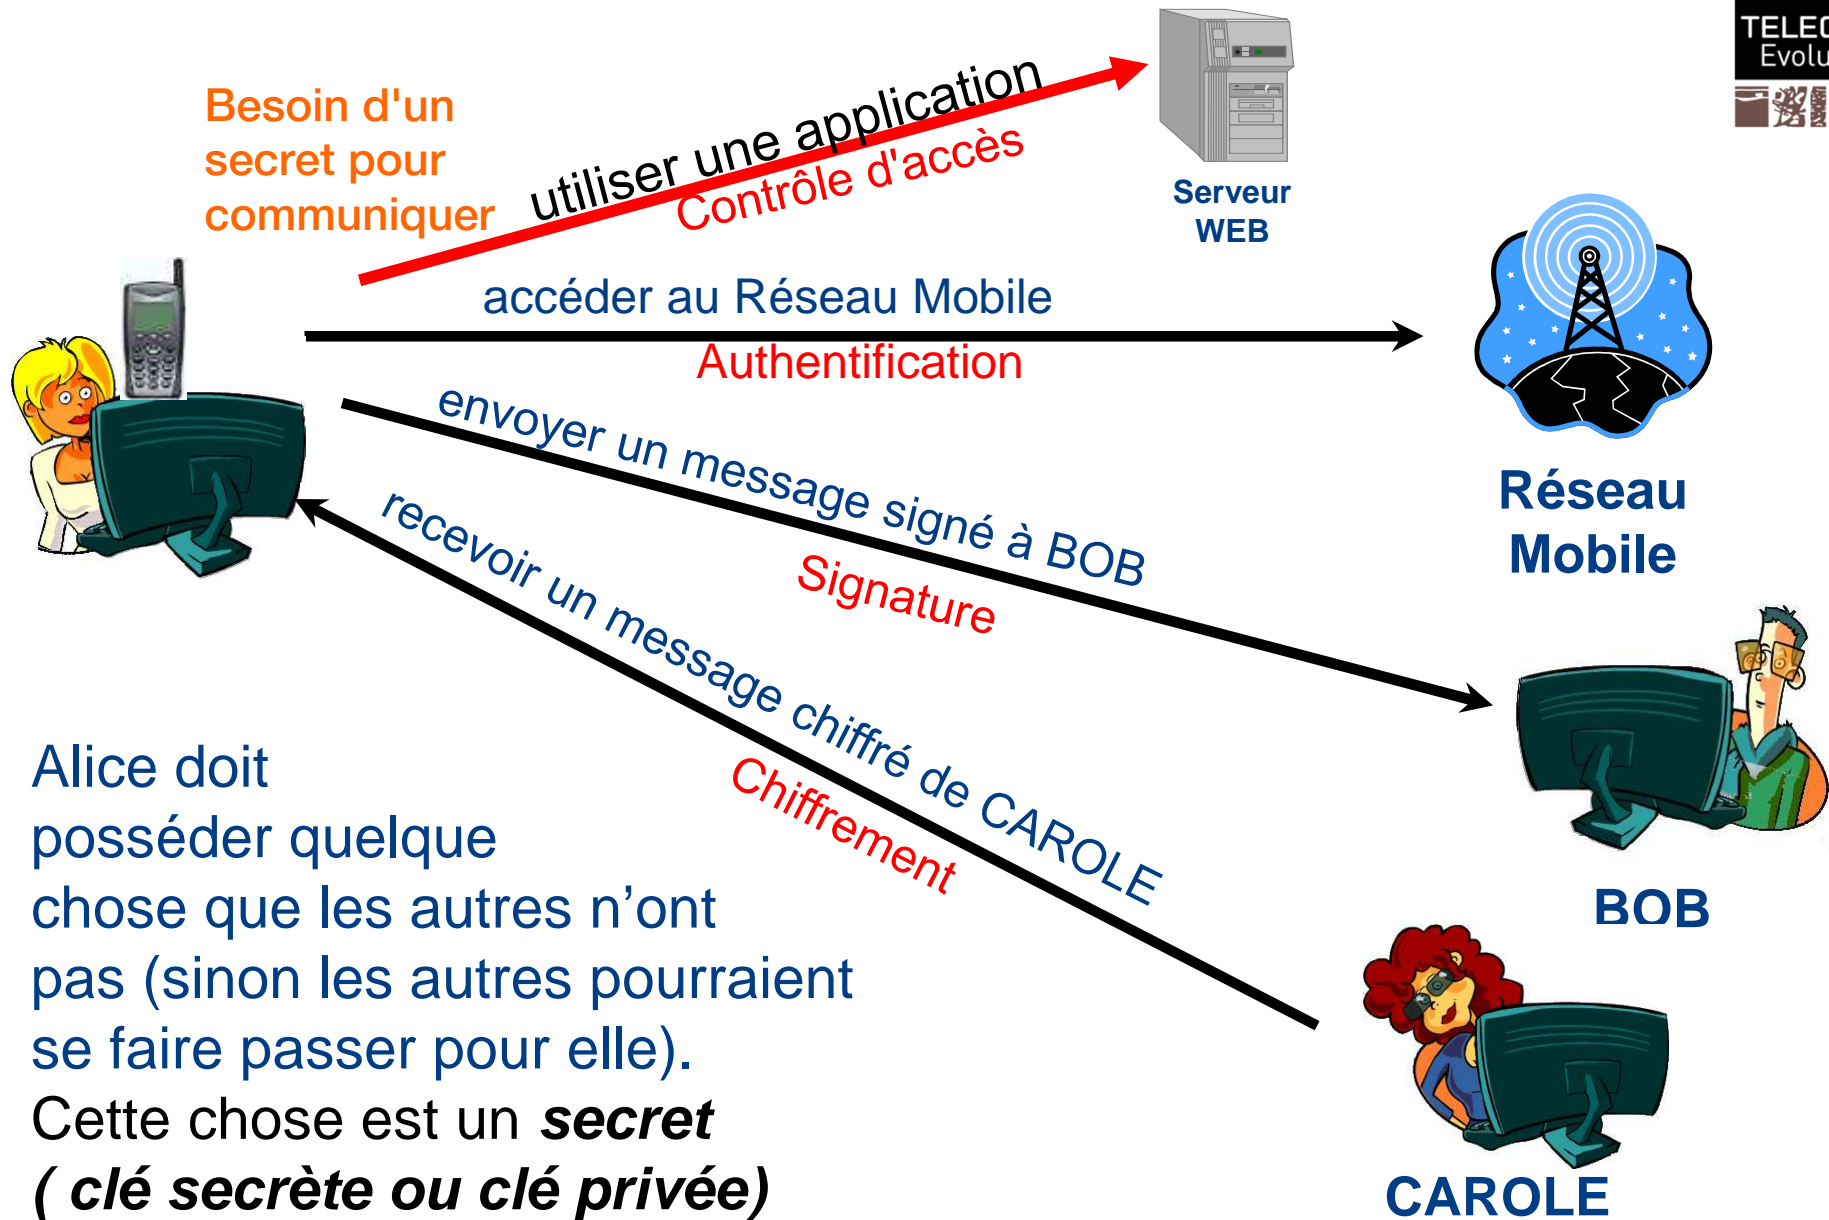 TELEC
Evolu
Besoin d'un
secret pour
communiquer
utiliser une application
Contrôle d'accès
Serveur
WEB
accéder au Réseau Mobile
Authentification
Réseau
Mobile
envoyer un message signé à BOB
Signature
recevoir un message chiffré de CAROLE
Chiffrement
BOB
CAROLE
Alice doit
posséder quelque
chose que les autres n’ont
pas (sinon les autres pourraient
se faire passer pour elle).
Cette chose est un secret
( clé secrète ou clé privée)